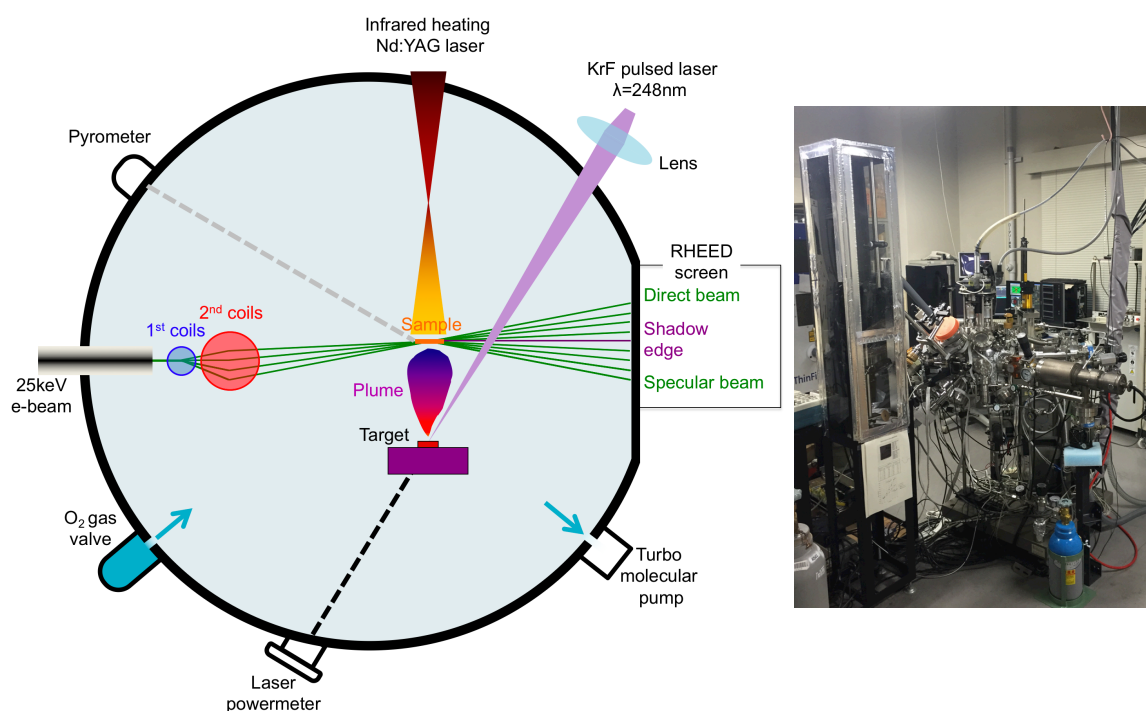 Infrared heating
Nd:YAG laser
KrF pulsed laser
λ=248nm
Pyrometer
Lens
RHEED
screen
2nd coils
1st coils
Sample
Direct beam
Shadow
edge
Specular beam
25keV
e-beam
Plume
Target
O2 gas
valve
Turbo
molecular
pump
Laser
powermeter
ThinFi